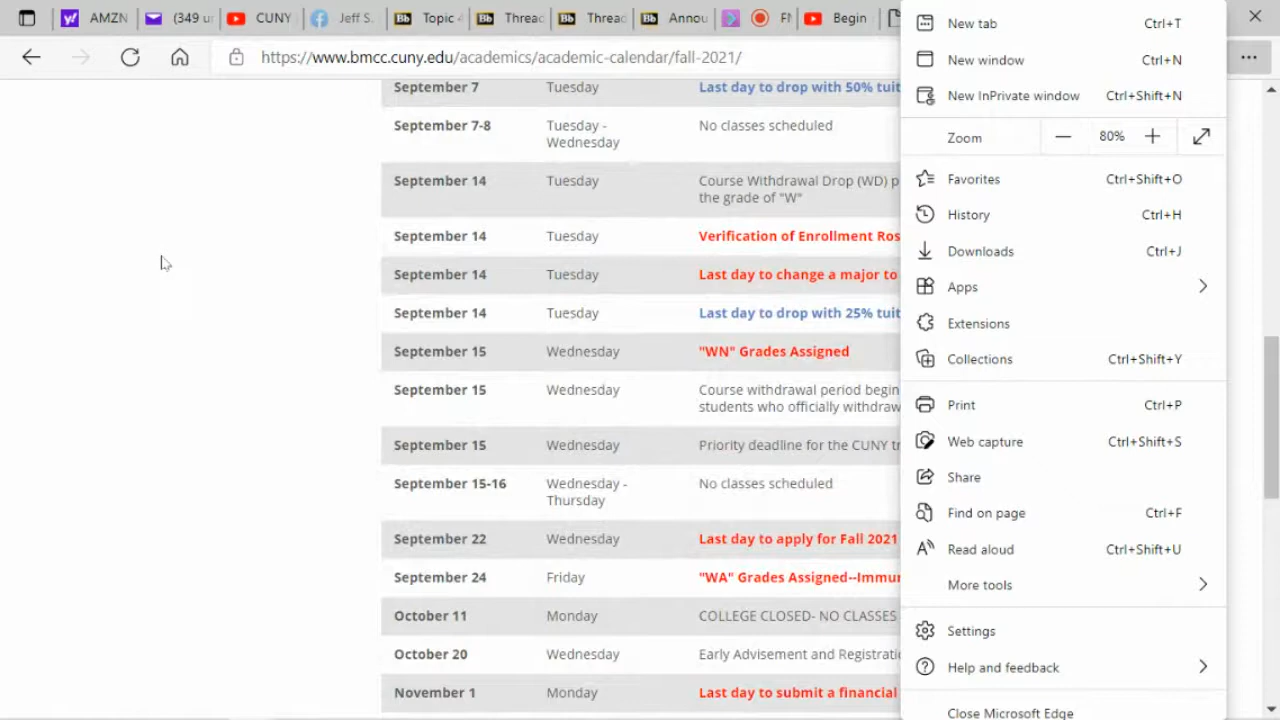 AMZN
(349 u
CUNY
Jeff S.
Topic
Threac
Threac
Annou
Begin
https://www.bmcc.cuny.edu/academics/academic-calendar/fall-2021/
September 7 Tuesday Last day to drop with 50% tuit
September 7-8 Tuesday - No classes scheduled
Wednesday
September 14 Tuesday Course Withdrawal Drop (WD) p
the grade of "W"
September 14 Tuesday Verification of Enrollment Ros
September 14 Tuesday Last day to change a major to
September 14 Tuesday Last day to drop with 25% tuit
September 15 Wednesday "WN" Grades Assigned
September 15 Wednesday Course withdrawal period begin
students who officially withdraw
September 15 Wednesday Priority deadline for the CUNY tr
September 15-16 Wednesday - No classes scheduled
Thursday
September 22 Wednesday Last day to apply for Fall 2021
September 24 Friday "WA" Grades Assigned--Immu
October 11 Monday COLLEGE CLOSED- NO CLASSES
October 20 Wednesday Early Advisement and Registrati
November 1 Monday Last day to submit a financial
New tab Ctrl+T
New window Ctrl+N
New InPrivate window Ctrl+Shift+N
Zoom 80%
Favorites Ctrl+Shift+O
History Ctrl+H
Downloads Ctrl+J
Apps
Extensions
Collections Ctrl+Shift+Y
Print Ctrl+P
Web capture Ctrl+Shift+S
Share
Find on page Ctrl+F
Read aloud Ctrl+Shift+U
More tools
Settings
Help and feedback
Close Microsoft Edge